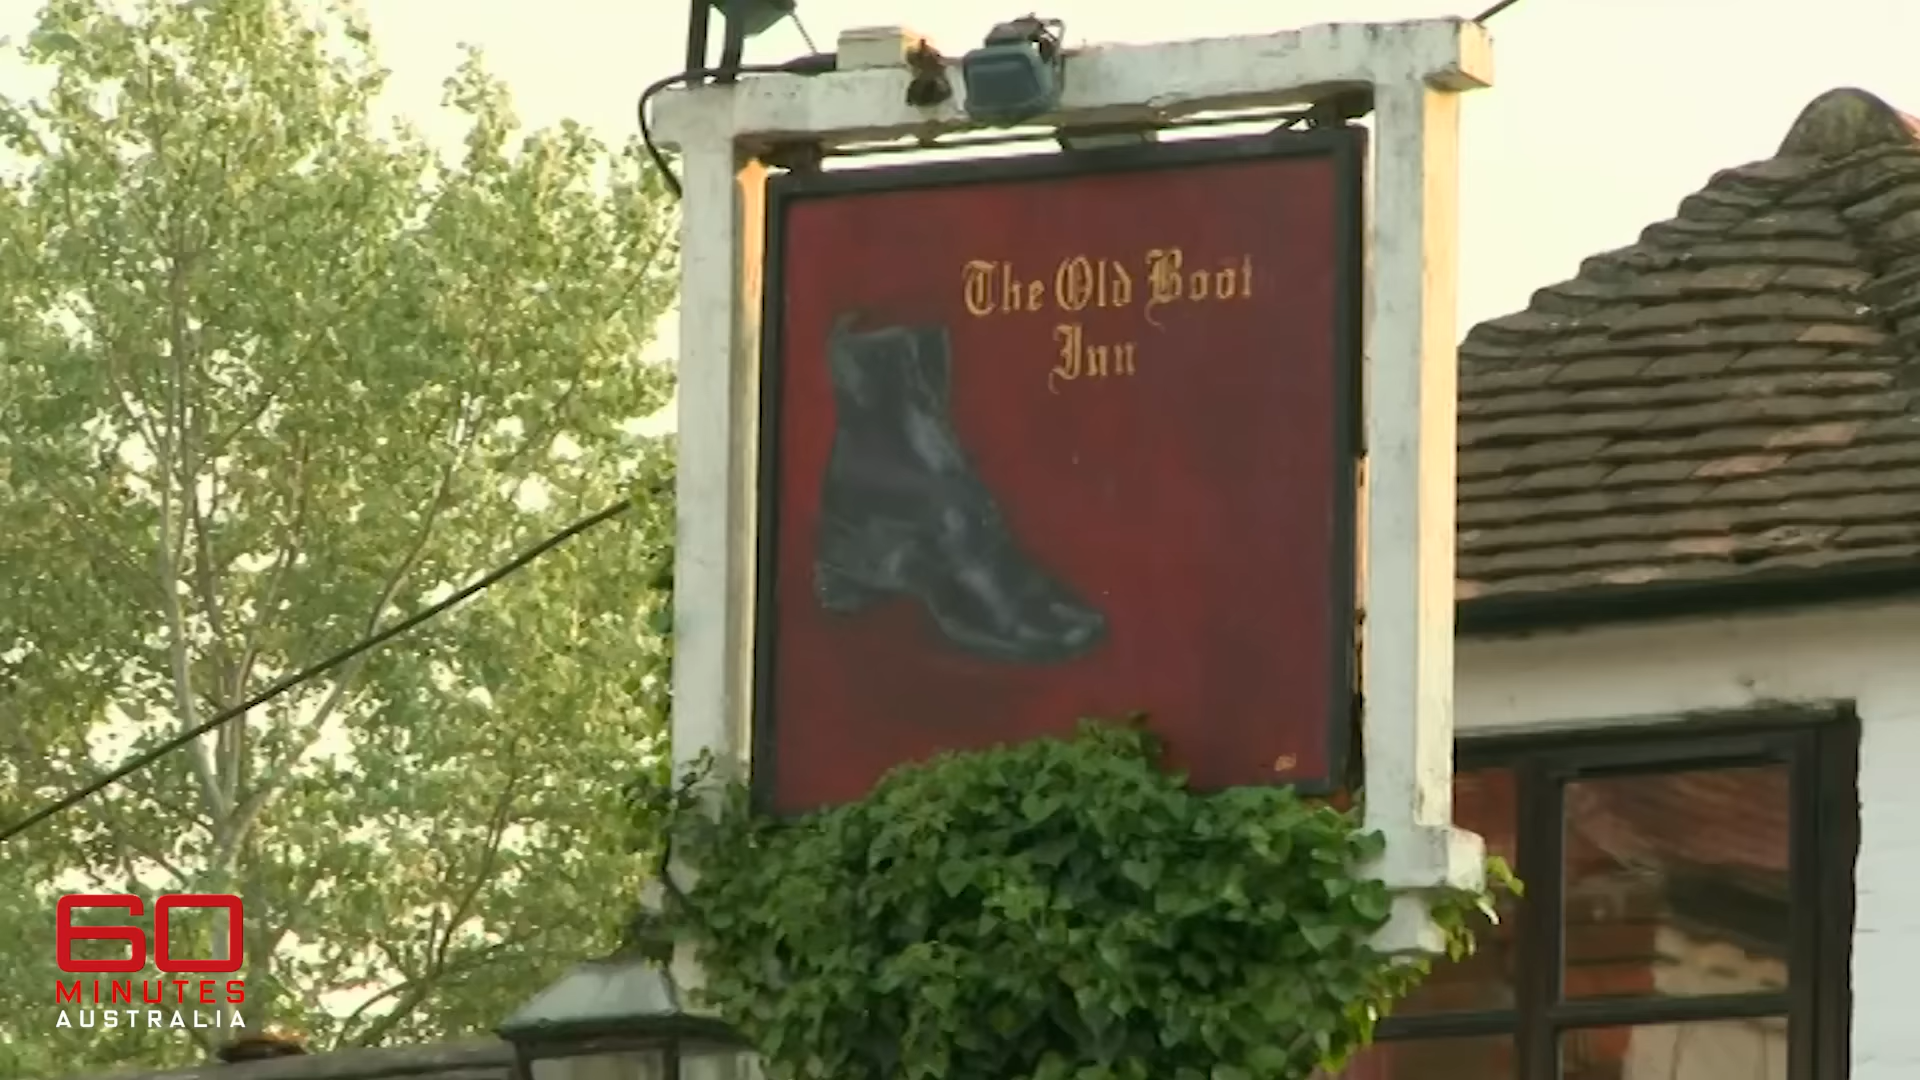 The Old Boot
Inn
60
MINUTES
AUSTRALIA